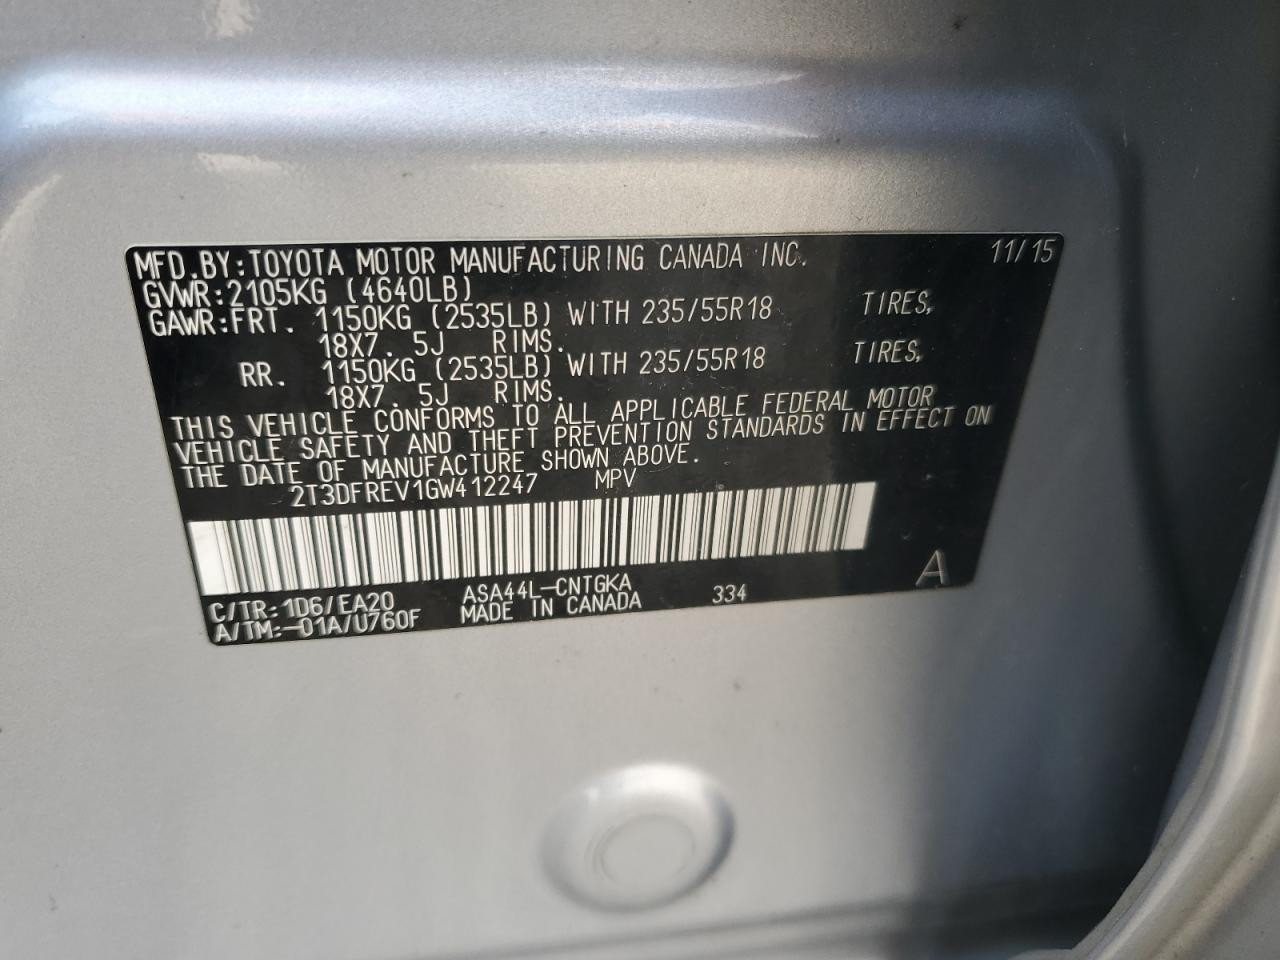 MFD.BY:TOYOTA MOTOR MANUFACTURING CANADA INC. 11/15
GVWR:2105KG (4640LB)
GAWR:FRT. 1150KG (2535LB) WITH 235/55R18 TIRES,
18X7.5J RIMS.
RR. 1150KG (2535LB) WITH 235/55R18 TIRES,
18X7.5J RIMS.
THIS VEHICLE CONFORMS TO ALL APPLICABLE FEDERAL MOTOR
VEHICLE SAFETY AND THEFT PREVENTION STANDARDS IN EFFECT ON
THE DATE OF MANUFACTURE SHOWN ABOVE.
2T3DFREV1GW412247 MPV
C/TR:1D6/EA20 ASA44L-CNTGKA 334 A
A/TM:-01A/U760F MADE IN CANADA